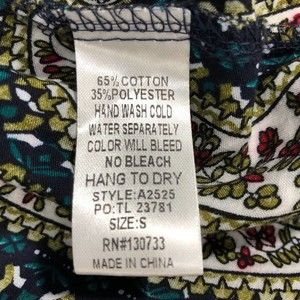 65% COTTON
35% POLYESTER
HAND WASH COLD
WATER SEPARATELY
COLOR WILL BLEED
NO BLEACH
HANG TO DRY
STYLE: A2525
PO: TL 23781
SIZE: S
RN#130733
MADE IN CHINA